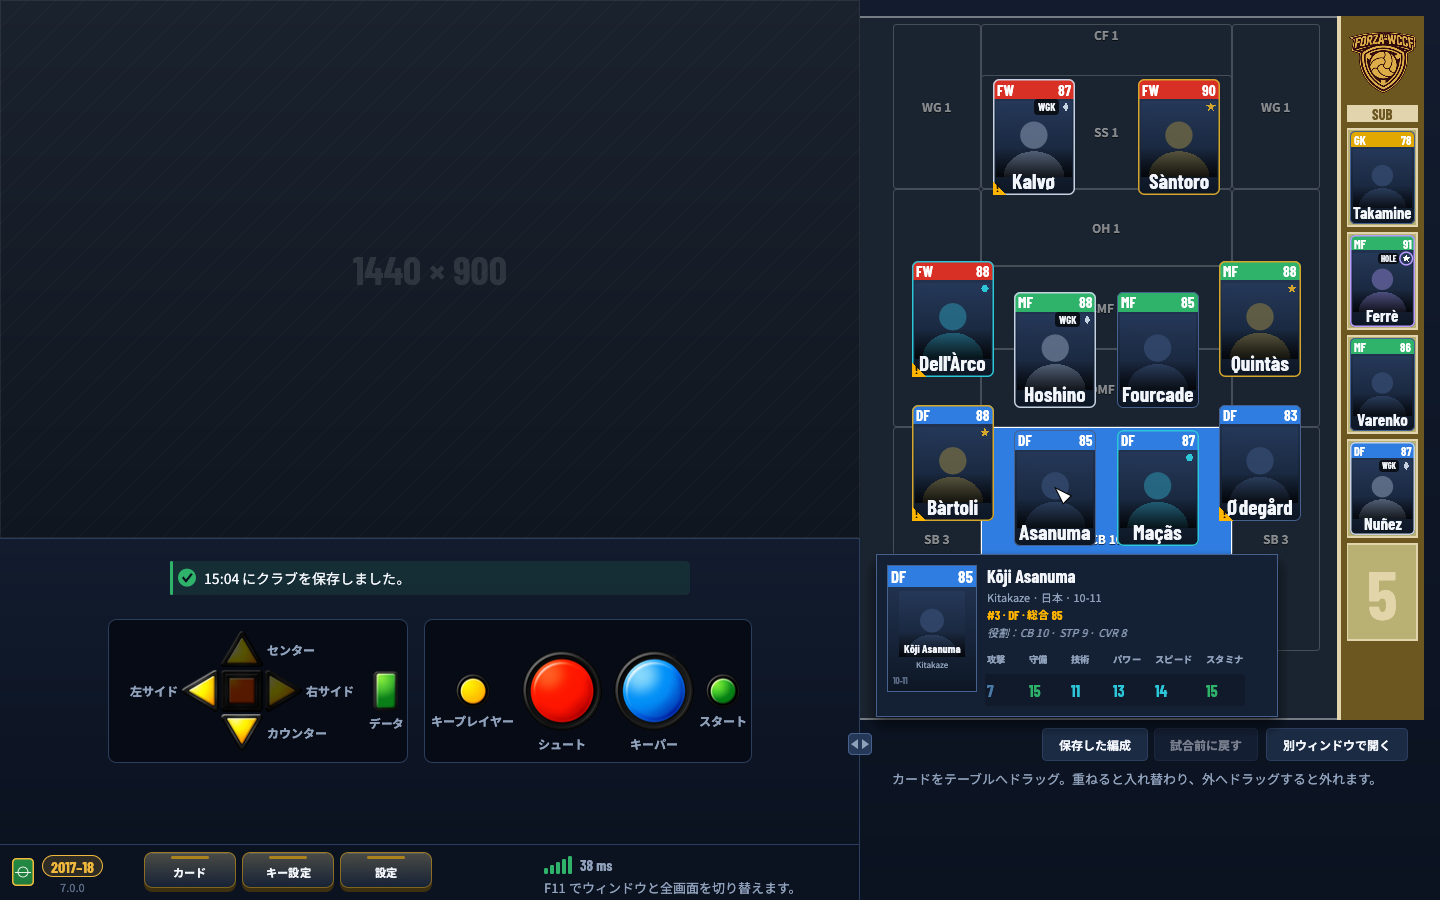 1440 × 900
15:04 にクラブを保存しました。
センター
左サイド
右サイド
カウンター
データ
キープレイヤー
シュート
キーパー
スタート
2017-18
7.0.0
カード
キー設定
設定
38 ms
F11 でウィンドウと全画面を切り替えます。
CF 1
WG 1
WG 1
SS 1
OH 1
SB 3
SB 3
FW 87
WGK
Kalvø
FW 90
Sàntoro
FW 88
Dell'Àrco
MF 88
WGK
Hoshino
MF 85
Fourcade
MF 88
Quintàs
DF 88
Bàrtoli
DF 85
Asanuma
DF 87
Maçãs
DF 83
Ødegård
FORZA-WCCF
SUB
GK 78
Takamine
MF 91
HOLE
Ferrè
MF 86
Varenko
DF 87
WGK
Nuñez
5
DF 85
Kōji Asanuma
Kitakaze
10-11
Kōji Asanuma
Kitakaze · 日本 · 10-11
#3 · DF · 総合 85
役割： CB 10 · STP 9 · CVR 8
攻撃 守備 技術 パワー スピード スタミナ
7 15 11 13 14 15
保存した編成
試合前に戻す
別ウィンドウで開く
カードをテーブルへドラッグ。重ねると入れ替わり、外へドラッグすると外れます。